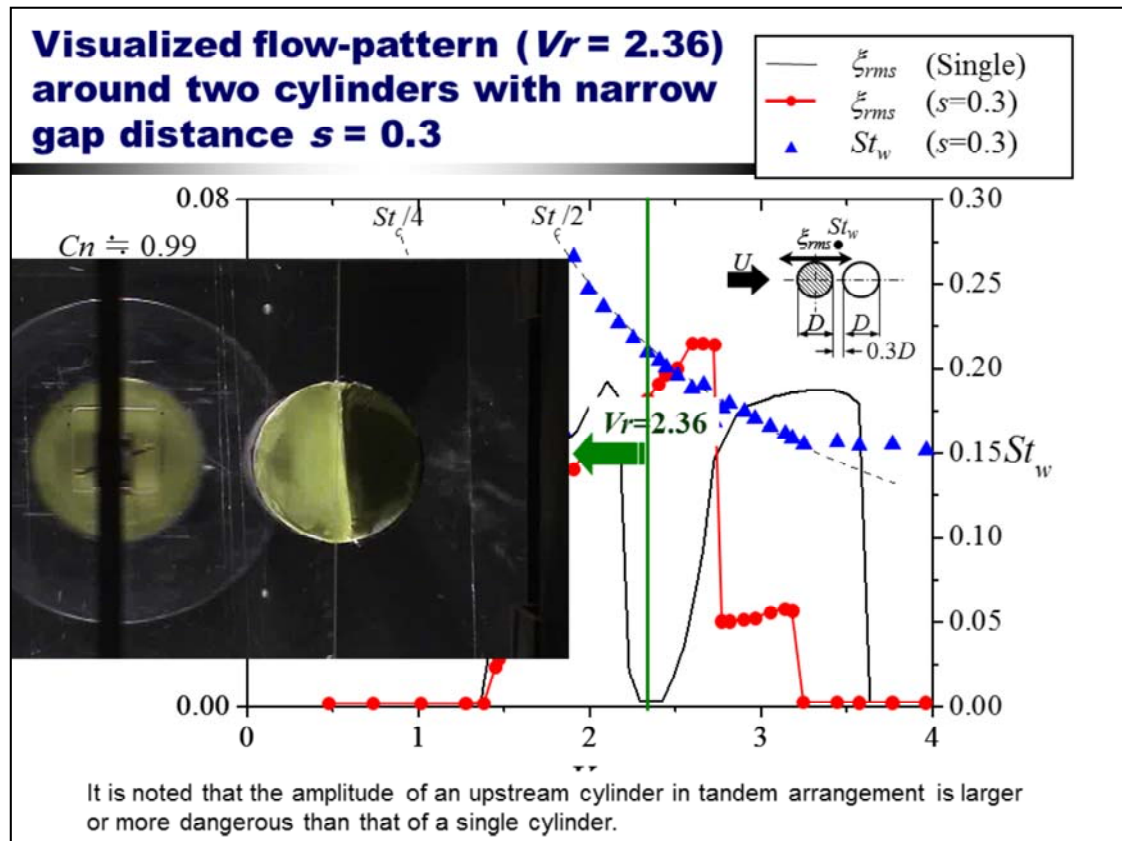 Visualized flow-pattern (Vr = 2.36)
around two cylinders with narrow
gap distance s = 0.3
ξrms (Single)
ξrms (s=0.3)
Stw (s=0.3)
0.08
0.00
Cn ≒ 0.99
Stc/4
Stc/2
Vr=2.36
U
ξrms
Stw
D
D
0.3D
0.30
0.25
0.20
0.15
0.10
0.05
0.00
Stw
0 1 2 3 4
It is noted that the amplitude of an upstream cylinder in tandem arrangement is larger
or more dangerous than that of a single cylinder.